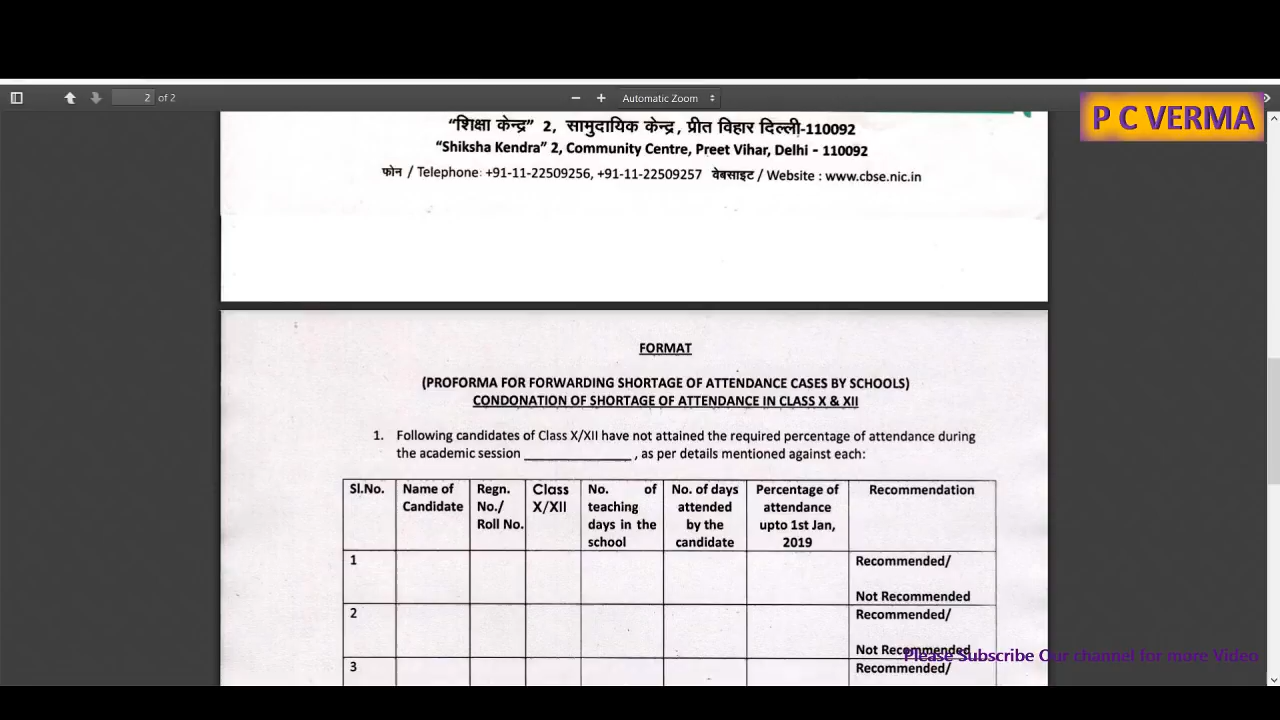 2 of 2
Automatic Zoom
P C VERMA
“शिक्षा केन्द्र” 2, सामुदायिक केन्द्र, प्रीत विहार दिल्ली-110092
“Shiksha Kendra” 2, Community Centre, Preet Vihar, Delhi - 110092
फोन / Telephone: +91-11-22509256, +91-11-22509257 वेबसाइट / Website : www.cbse.nic.in
FORMAT
(PROFORMA FOR FORWARDING SHORTAGE OF ATTENDANCE CASES BY SCHOOLS)
CONDONATION OF SHORTAGE OF ATTENDANCE IN CLASS X & XII
1. Following candidates of Class X/XII have not attained the required percentage of attendance during
the academic session ______________ , as per details mentioned against each:
Sl.No.
Name of
Candidate
Regn.
No./
Roll No.
Class
X/XII
No. of
teaching
days in the
school
No. of days
attended
by the
candidate
Percentage of
attendance
upto 1st Jan,
2019
Recommendation
1
Recommended/
Not Recommended
2
Recommended/
Not Recommended
3
Recommended/
Please Subscribe Our channel for more Video